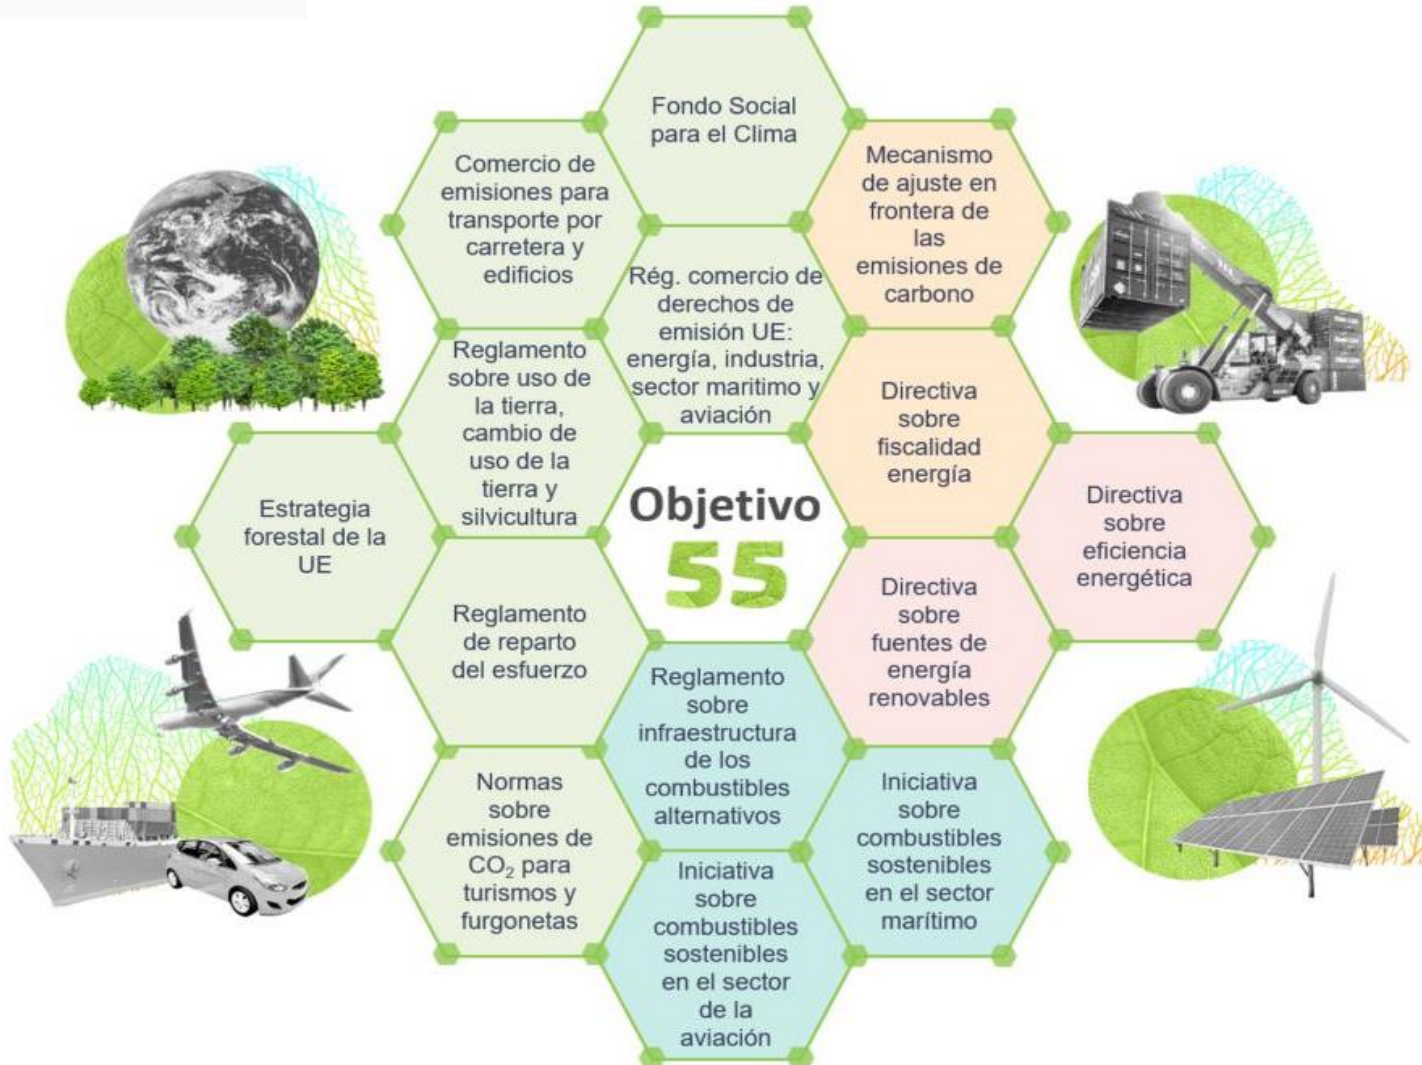 Fondo Social
para el Clima
Comercio de
emisiones para
transporte por
carretera y
edificios
Mecanismo
de ajuste en
frontera de
las
emisiones de
carbono
Rég. comercio de
derechos de
emisión UE:
energía, industria,
sector maritimo y
aviación
Reglamento
sobre uso de
la tierra,
cambio de
uso de la
tierra y
silvicultura
Directiva
sobre
fiscalidad
energía
Estrategia
forestal de la
UE
Objetivo
55
Directiva
sobre
eficiencia
energética
Reglamento
de reparto
del esfuerzo
Directiva
sobre
fuentes de
energía
renovables
Reglamento
sobre
infraestructura
de los
combustibles
alternativos
Normas
sobre
emisiones de
CO₂ para
turismos y
furgonetas
Iniciativa
sobre
combustibles
sostenibles
en el sector
marítimo
Iniciativa
sobre
combustibles
sostenibles
en el sector
de la
aviación